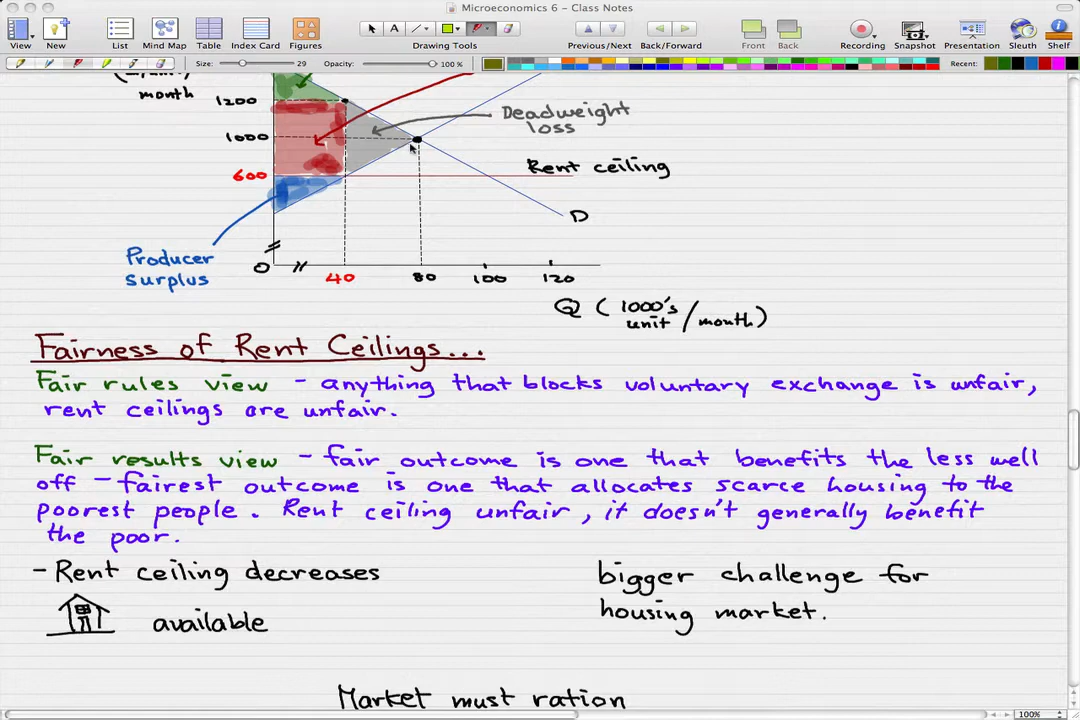 Microeconomics 6 - Class Notes
View New List Mind Map Table Index Card Figures Drawing Tools Previous/Next Back/Forward Front Back Recording Snapshot Presentation Sleuth Shelf
A
Size: 29 Opacity: 100 % Recent:
month
1200
Deadweight
loss
1000
Rent ceiling
600
D
Producer
surplus
0 40 80 100 120
Q (1000's
unit / month)
Fairness of Rent Ceilings...
Fair rules view - anything that blocks voluntary exchange is unfair,
rent ceilings are unfair.
Fair results view - fair outcome is one that benefits the less well
off - fairest outcome is one that allocates scarce housing to the
poorest people. Rent ceiling unfair, it doesn't generally benefit
the poor.
- Rent ceiling decreases
available
bigger challenge for
housing market.
Market must ration
100%